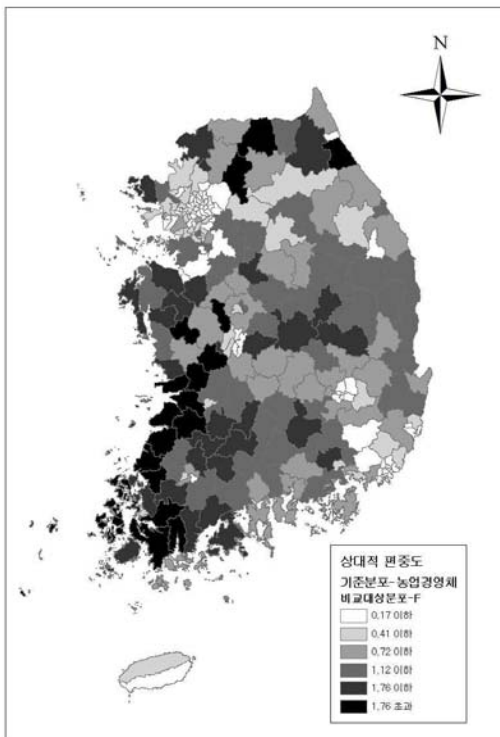 N
상대적 편중도
기준분포-농업경영체
비교대상분포-F
0.17 이하
0.41 이하
0.72 이하
1.12 이하
1.76 이하
1.76 초과